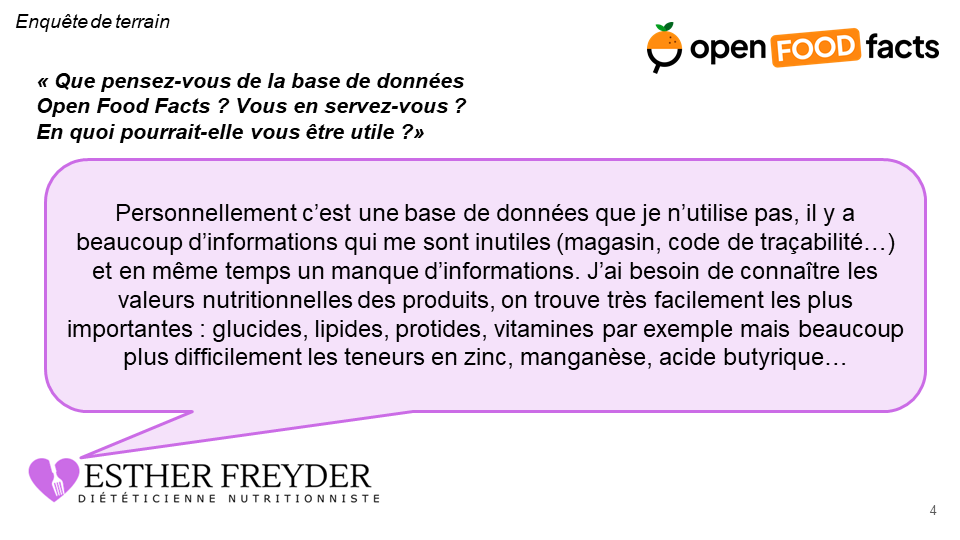 Enquête de terrain
open FOOD facts
« Que pensez-vous de la base de données
Open Food Facts ? Vous en servez-vous ?
En quoi pourrait-elle vous être utile ?»
Personnellement c’est une base de données que je n’utilise pas, il y a
beaucoup d’informations qui me sont inutiles (magasin, code de traçabilité…)
et en même temps un manque d’informations. J’ai besoin de connaître les
valeurs nutritionnelles des produits, on trouve très facilement les plus
importantes : glucides, lipides, protides, vitamines par exemple mais beaucoup
plus difficilement les teneurs en zinc, manganèse, acide butyrique…
ESTHER FREYDER
DIÉTÉTICIENNE NUTRITIONNISTE
4